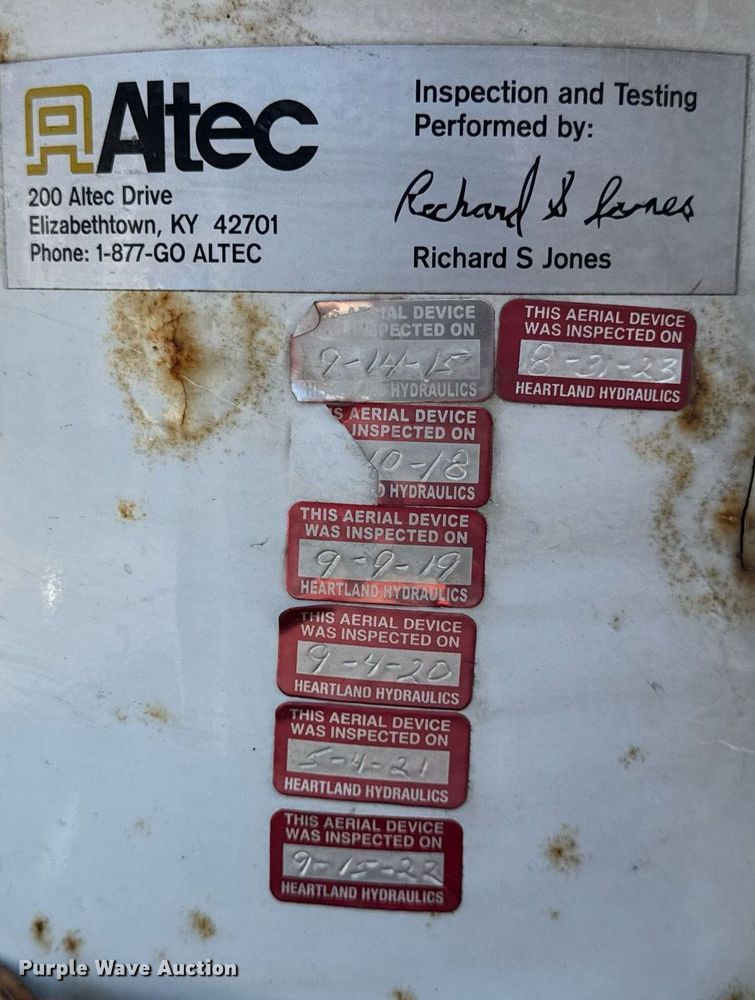 Altec
200 Altec Drive
Elizabethtown, KY 42701
Phone: 1-877-GO ALTEC
Inspection and Testing
Performed by:
Richard S Jones
Richard S Jones
AERIAL DEVICE
INSPECTED ON
9-14-15
HYDRAULICS
THIS AERIAL DEVICE
WAS INSPECTED ON
8-31-23
HEARTLAND HYDRAULICS
AERIAL DEVICE
INSPECTED ON
10-18
HYDRAULICS
THIS AERIAL DEVICE
WAS INSPECTED ON
9-9-19
HEARTLAND HYDRAULICS
THIS AERIAL DEVICE
WAS INSPECTED ON
9-4-20
HEARTLAND HYDRAULICS
THIS AERIAL DEVICE
WAS INSPECTED ON
5-4-21
HEARTLAND HYDRAULICS
THIS AERIAL DEVICE
WAS INSPECTED ON
9-15-22
HEARTLAND HYDRAULICS
Purple Wave Auction